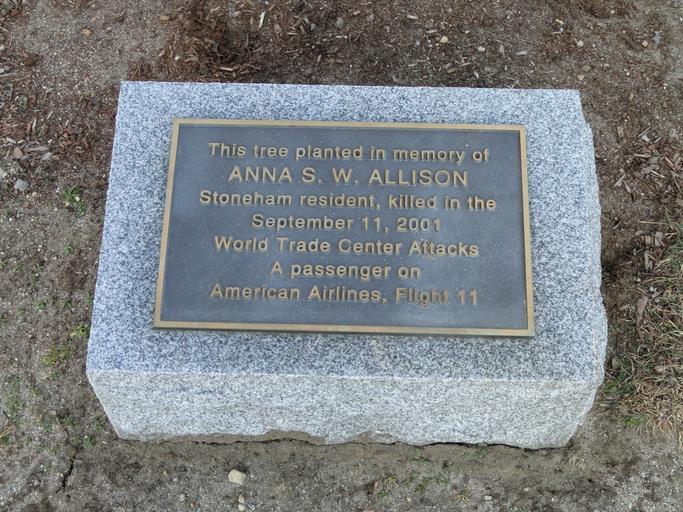 This tree planted in memory of
ANNA S. W. ALLISON
Stoneham resident, killed in the
September 11, 2001
World Trade Center Attacks
A passenger on
American Airlines, Flight 11